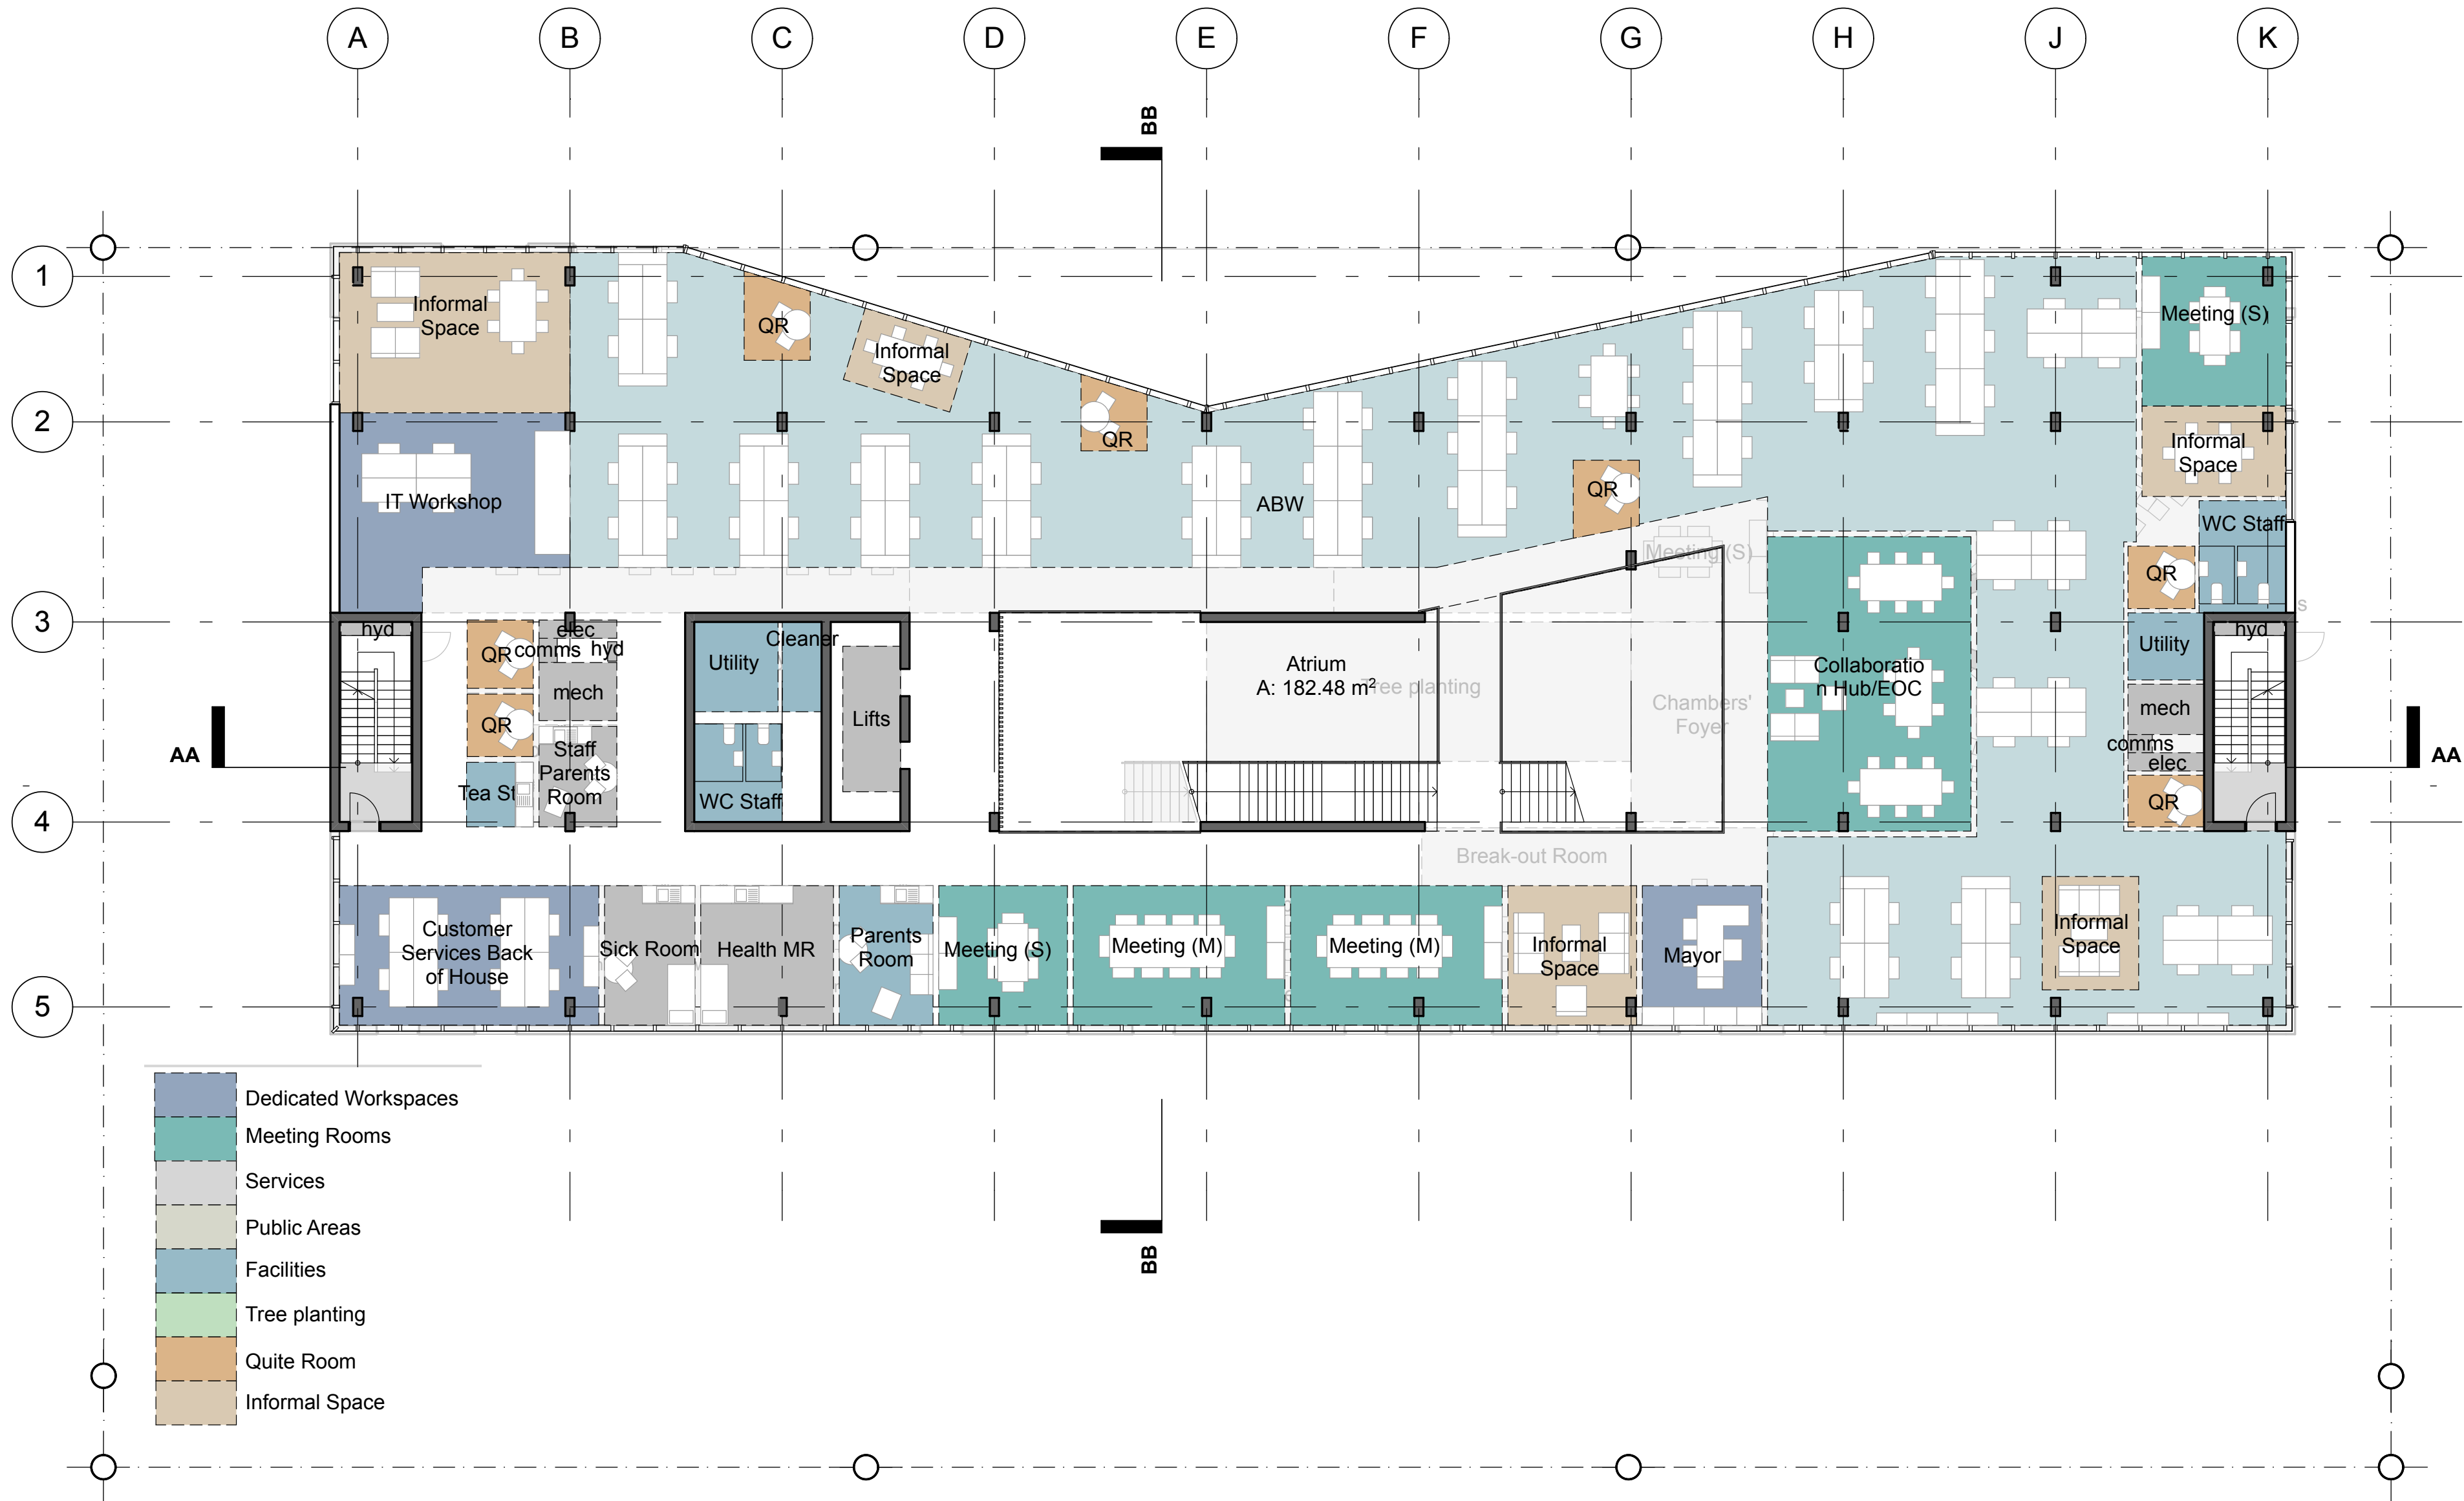 A B C D E F G H J K
BB
1
Informal
Space
QR
Informal
Space
Meeting (S)
2
QR
Informal
Space
IT Workshop
ABW
QR
WC Staff
Meeting (S)
QR
3
hyd
elec
Cleaner
hyd
QR
comms
hyd
Utility
Utility
s
mech
Atrium
A: 182.48 m²
Tree planting
Collaboratio
n Hub/EOC
Chambers'
Foyer
mech
QR
Lifts
comms
AA
Staff
Parents
Room
elec
AA
Tea St
WC Staff
QR
4
Break-out Room
Customer
Services Back
of House
Sick Room
Health MR
Parents
Room
Meeting (S)
Meeting (M)
Meeting (M)
Informal
Space
Mayor
Informal
Space
5
Dedicated Workspaces
Meeting Rooms
Services
Public Areas
Facilities
Tree planting
Quite Room
Informal Space
BB